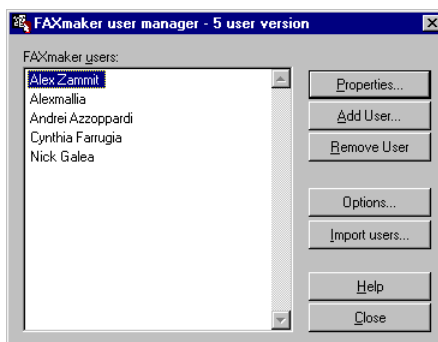 FAXmaker user manager - 5 user version
FAXmaker users:
Alex Zammit
Alexmallia
Andrei Azzoppardi
Cynthia Farrugia
Nick Galea
Properties...
Add User...
Remove User
Options...
Import users...
Help
Close